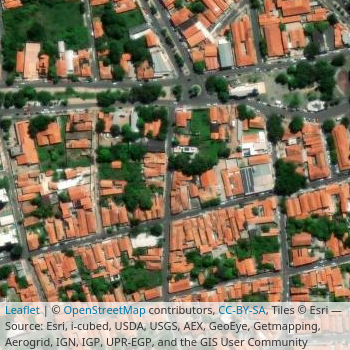 Leaflet | © OpenStreetMap contributors, CC-BY-SA, Tiles © Esri —
Source: Esri, i-cubed, USDA, USGS, AEX, GeoEye, Getmapping,
Aerogrid, IGN, IGP, UPR-EGP, and the GIS User Community